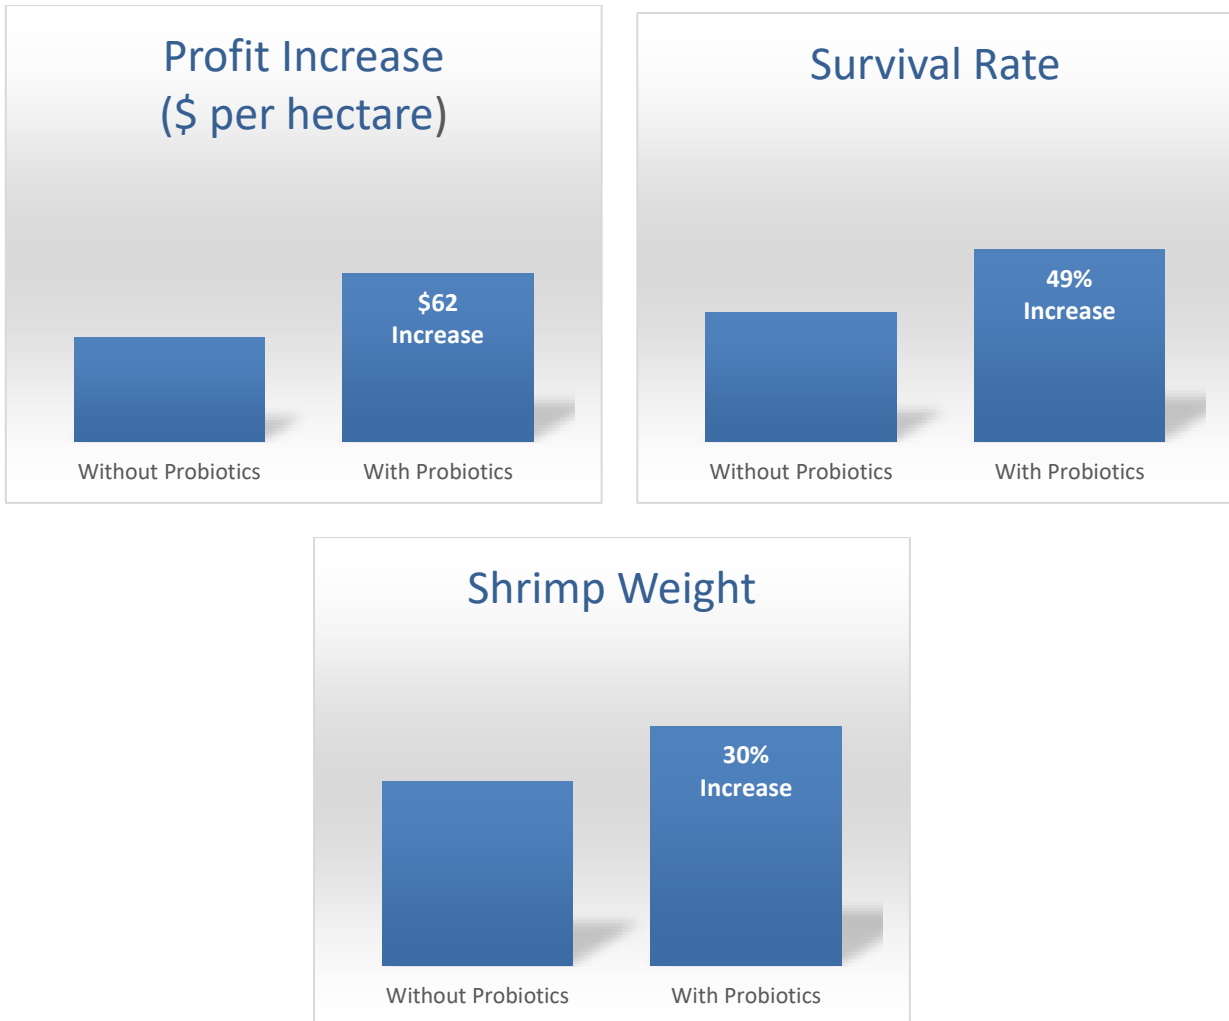 Profit Increase
($ per hectare)
$62
Increase
Without Probiotics
With Probiotics
Survival Rate
49%
Increase
Without Probiotics
With Probiotics
Shrimp Weight
30%
Increase
Without Probiotics
With Probiotics